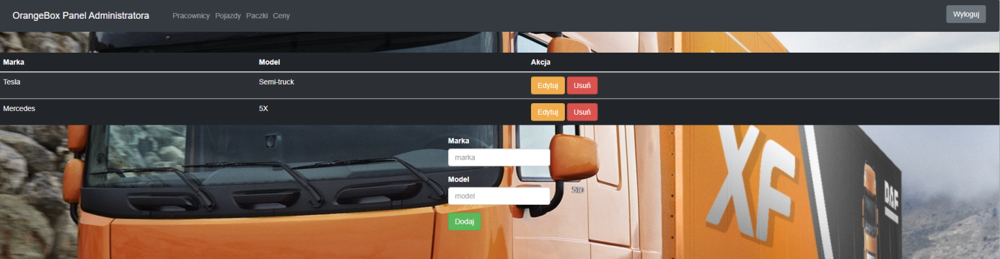 OrangeBox Panel Administratora Pracownicy Pojazdy Paczki Ceny Wyloguj
Marka Model Akcja
Tesla Semi-truck Edytuj Usuń
Mercedes 5X Edytuj Usuń
Marka
marka
Model
model
Dodaj
XF
510
DAF